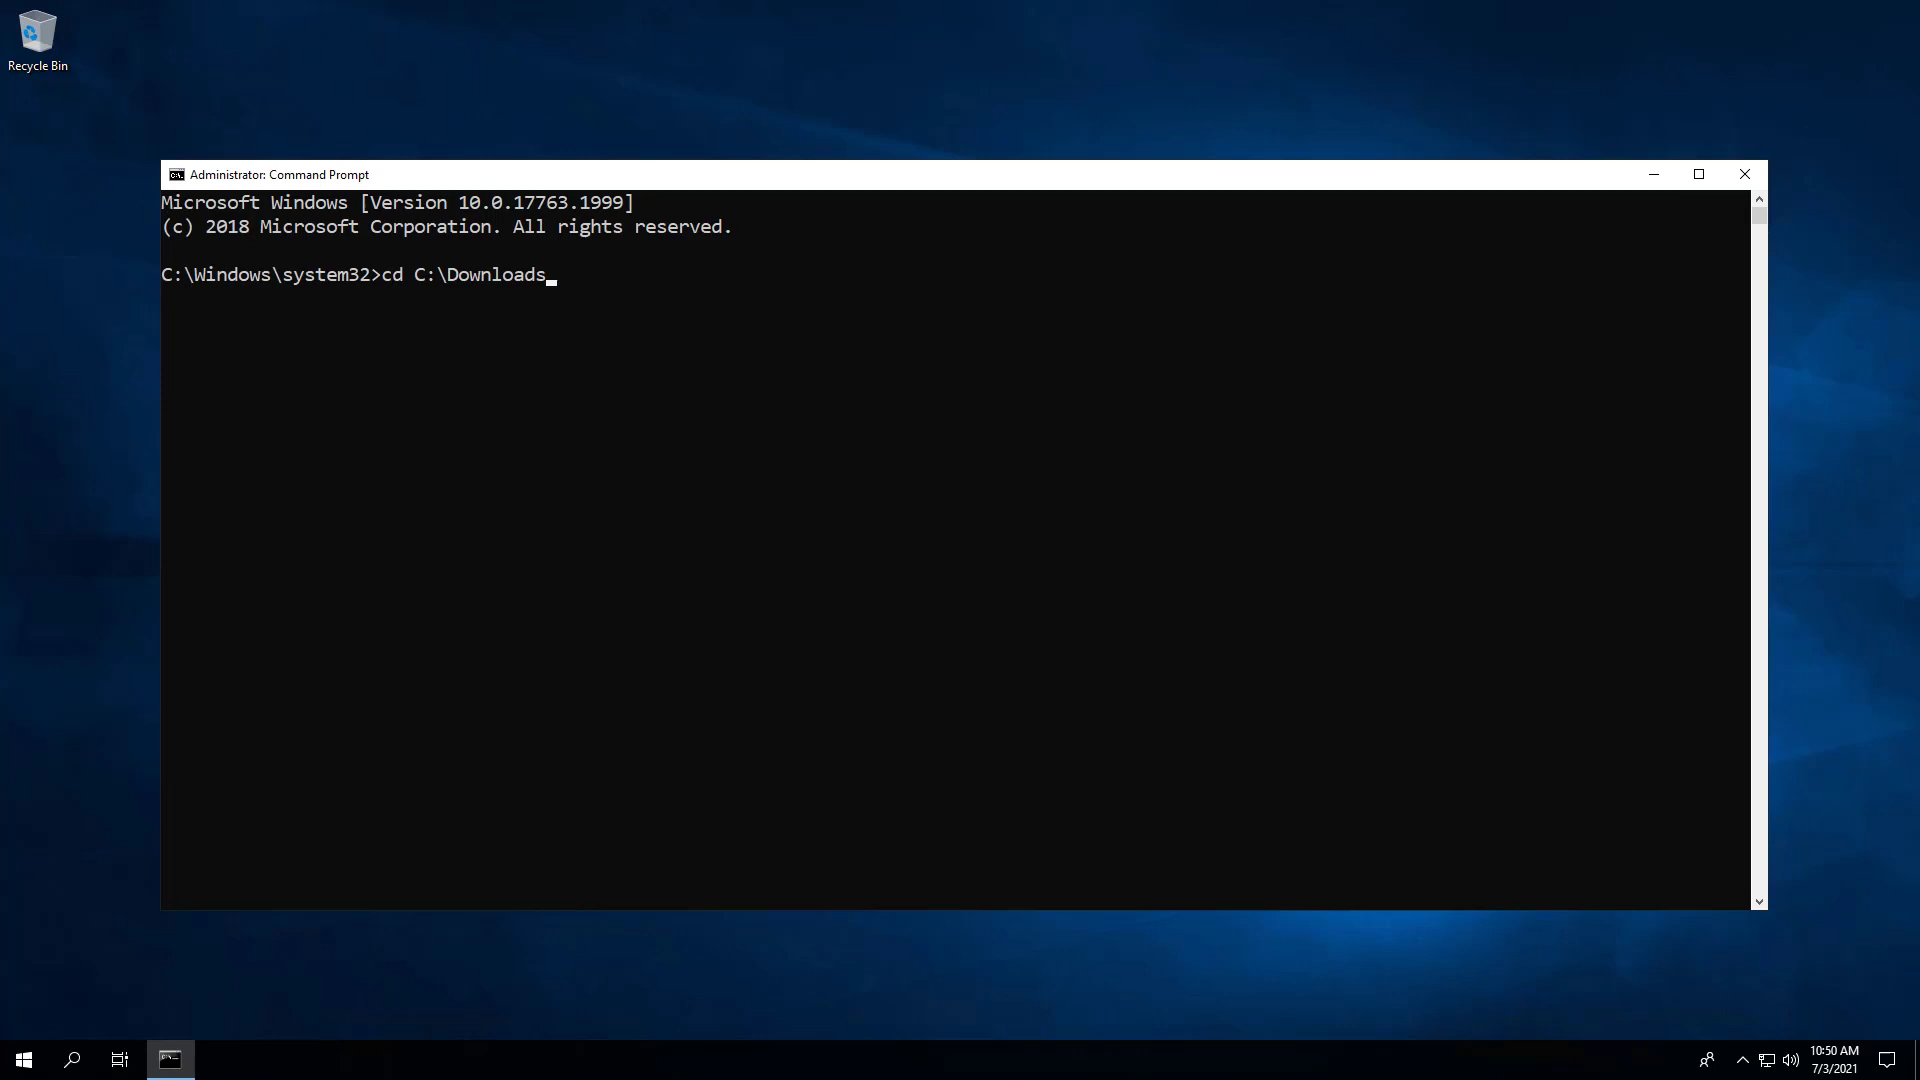 Recycle Bin
Administrator: Command Prompt
Microsoft Windows [Version 10.0.17763.1999]
(c) 2018 Microsoft Corporation. All rights reserved.
C:\Windows\system32>cd C:\Downloads
10:50 AM
7/3/2021